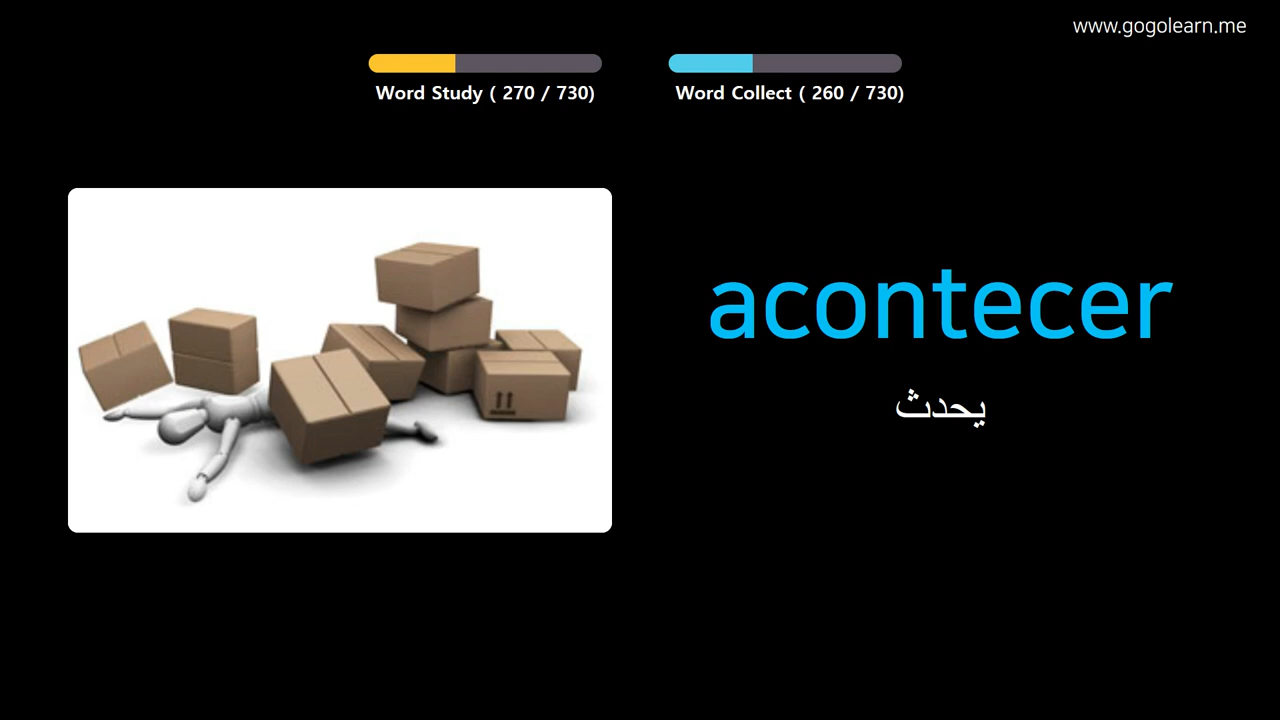 www.gogolearn.me
Word Study ( 270 / 730)
Word Collect ( 260 / 730)
acontecer
يحدث